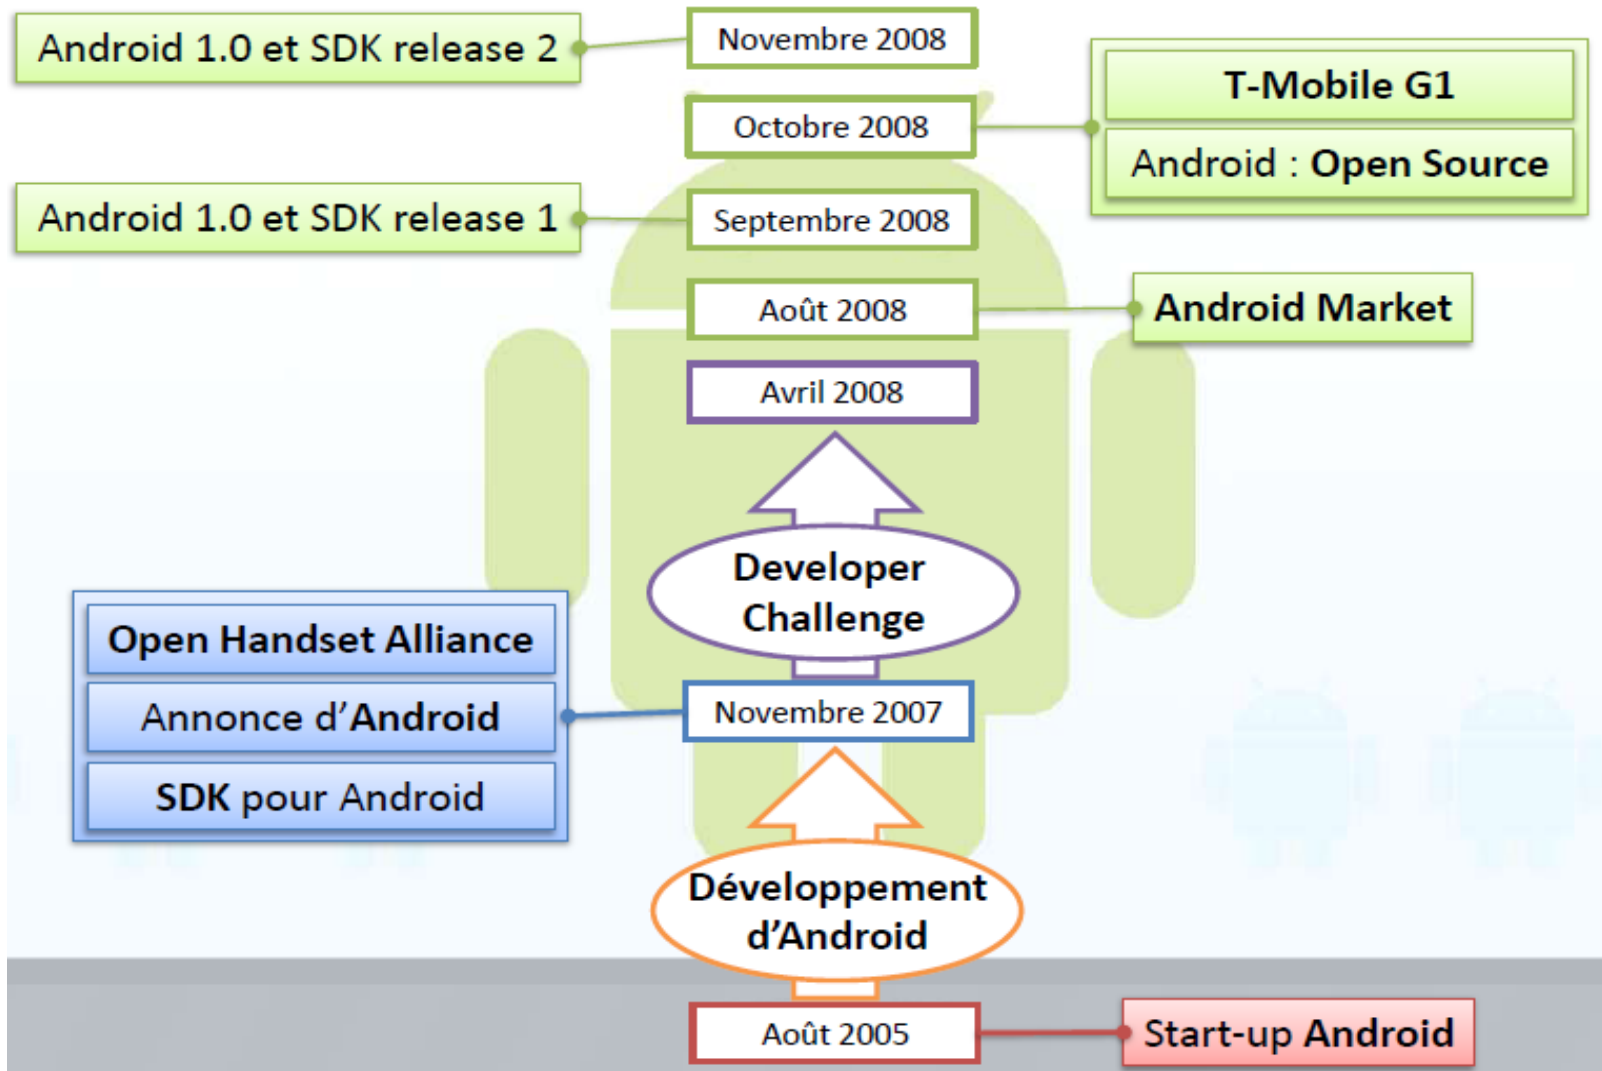 Android 1.0 et SDK release 2
Novembre 2008
T-Mobile G1
Octobre 2008
Android : Open Source
Android 1.0 et SDK release 1
Septembre 2008
Août 2008
Android Market
Avril 2008
Developer
Challenge
Open Handset Alliance
Annonce d’Android
SDK pour Android
Novembre 2007
Développement
d’Android
Août 2005
Start-up Android